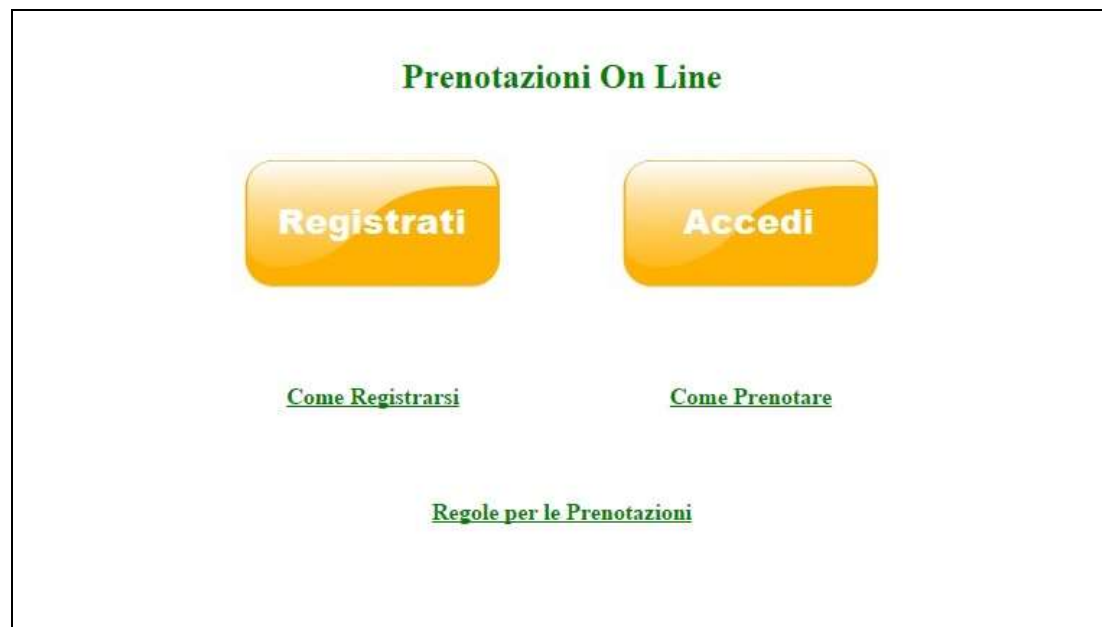 Prenotazioni On Line
Registrati
Accedi
Come Registrarsi
Come Prenotare
Regole per le Prenotazioni